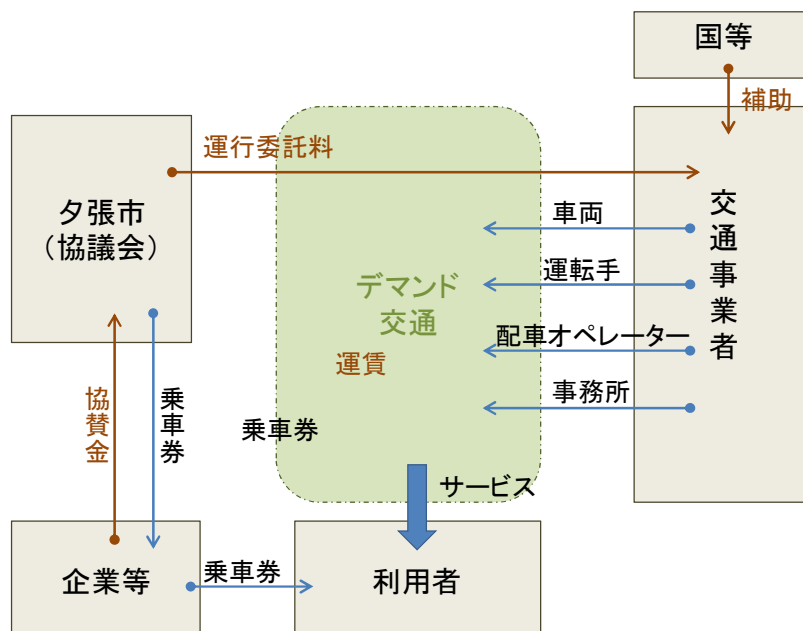 国等
補助
運行委託料
夕張市
（協議会）
交通事業者
車両
運転手
デマンド
交通
配車オペレーター
運賃
事務所
協賛金
乗車券
乗車券
サービス
企業等
乗車券
利用者